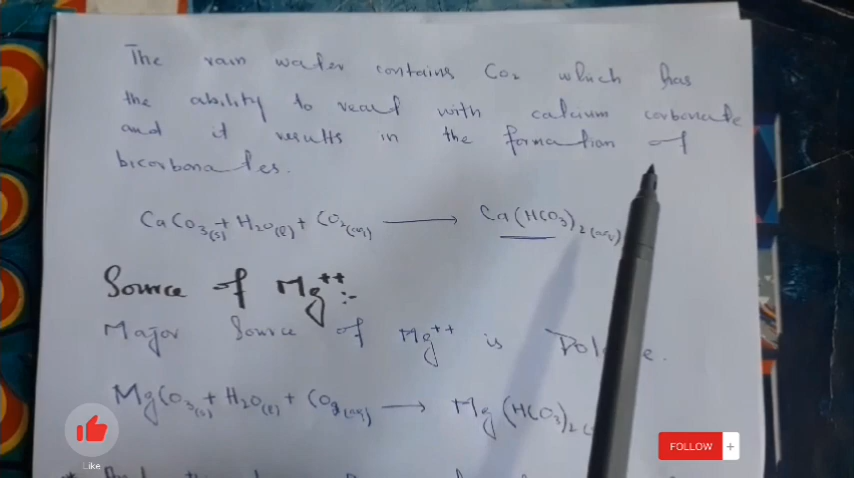 The rain water contains CO2 which has
the ability to react with calcium carbonate
and it results in the formation of
bicarbonates.
CaCO3(s) + H2O(l) + CO2(aq) → Ca(HCO3)2(aq)
Source of Mg++ :-
Major Source of Mg++ is
MgCO3(s) + H2O(l) + CO2(aq) → Mg(HCO3)2
Like
FOLLOW +